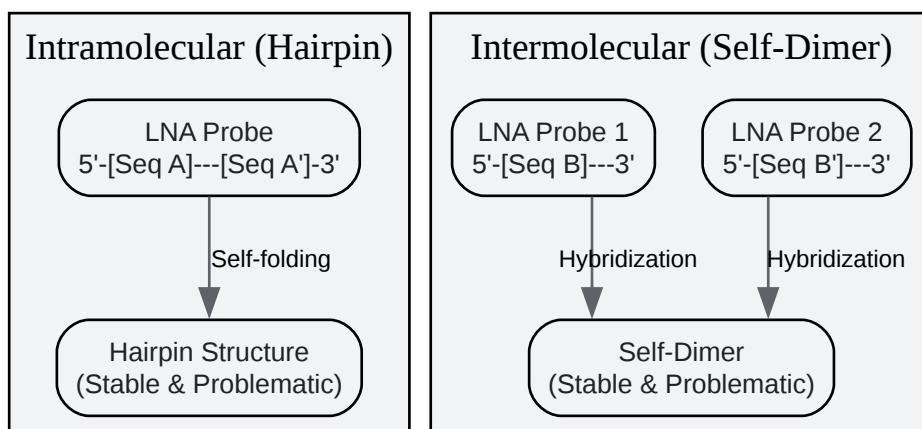 Intramolecular (Hairpin)
LNA Probe
5'-[Seq A]---[Seq A']-3'
Self-folding
Hairpin Structure
(Stable & Problematic)
Intermolecular (Self-Dimer)
LNA Probe 1
5'-[Seq B]---3'
LNA Probe 2
5'-[Seq B']---3'
Hybridization
Hybridization
Self-Dimer
(Stable & Problematic)